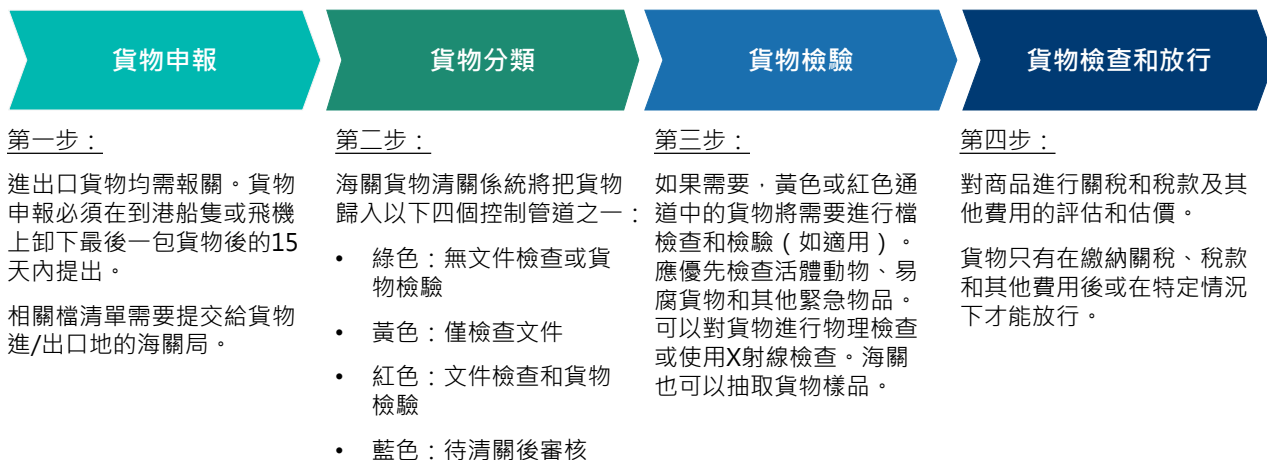 貨物申報
貨物分類
貨物檢驗
貨物檢查和放行
第一步：
進出口貨物均需報關。貨物
申報必須在到港船隻或飛機
上卸下最後一包貨物後的15
天內提出。
相關檔清單需要提交給貨物
進/出口地的海關局。
第二步：
海關貨物清關係統將把貨物
歸入以下四個控制管道之一：
• 綠色：無文件檢查或貨
物檢驗
• 黃色：僅檢查文件
• 紅色：文件檢查和貨物
檢驗
• 藍色：待清關後審核
第三步：
如果需要，黃色或紅色通
道中的貨物將需要進行檔
檢查和檢驗（如適用）。
應優先檢查活體動物、易
腐貨物和其他緊急物品。
可以對貨物進行物理檢查
或使用X射線檢查。海關
也可以抽取貨物樣品。
第四步：
對商品進行關稅和稅款及其
他費用的評估和估價。
貨物只有在繳納關稅、稅款
和其他費用後或在特定情況
下才能放行。